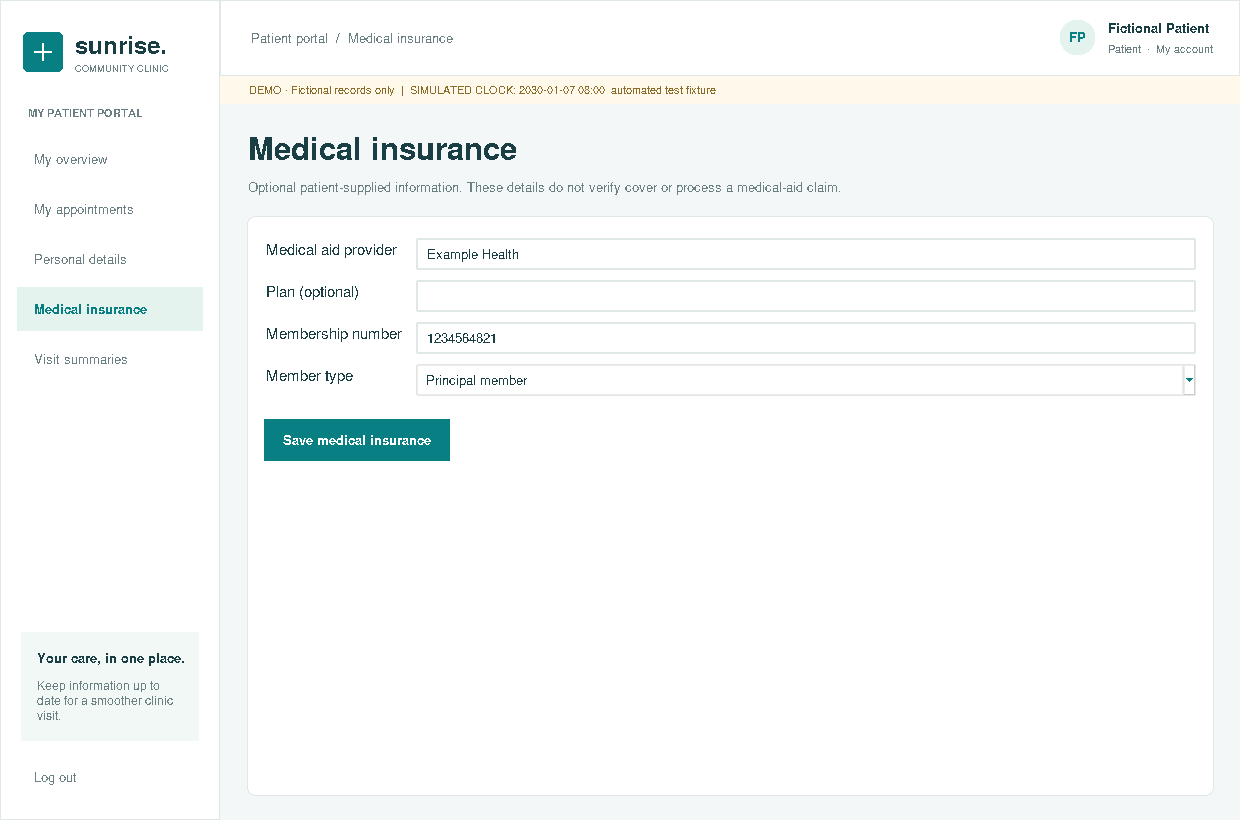 sunrise.
COMMUNITY CLINIC
MY PATIENT PORTAL
My overview
My appointments
Personal details
Medical insurance
Visit summaries
Your care, in one place.
Keep information up to
date for a smoother clinic
visit.
Log out
Patient portal / Medical insurance
FP
Fictional Patient
Patient · My account
DEMO · Fictional records only | SIMULATED CLOCK: 2030-01-07 08:00 automated test fixture
Medical insurance
Optional patient-supplied information. These details do not verify cover or process a medical-aid claim.
Medical aid provider Example Health
Plan (optional)
Membership number 1234564821
Member type Principal member
Save medical insurance